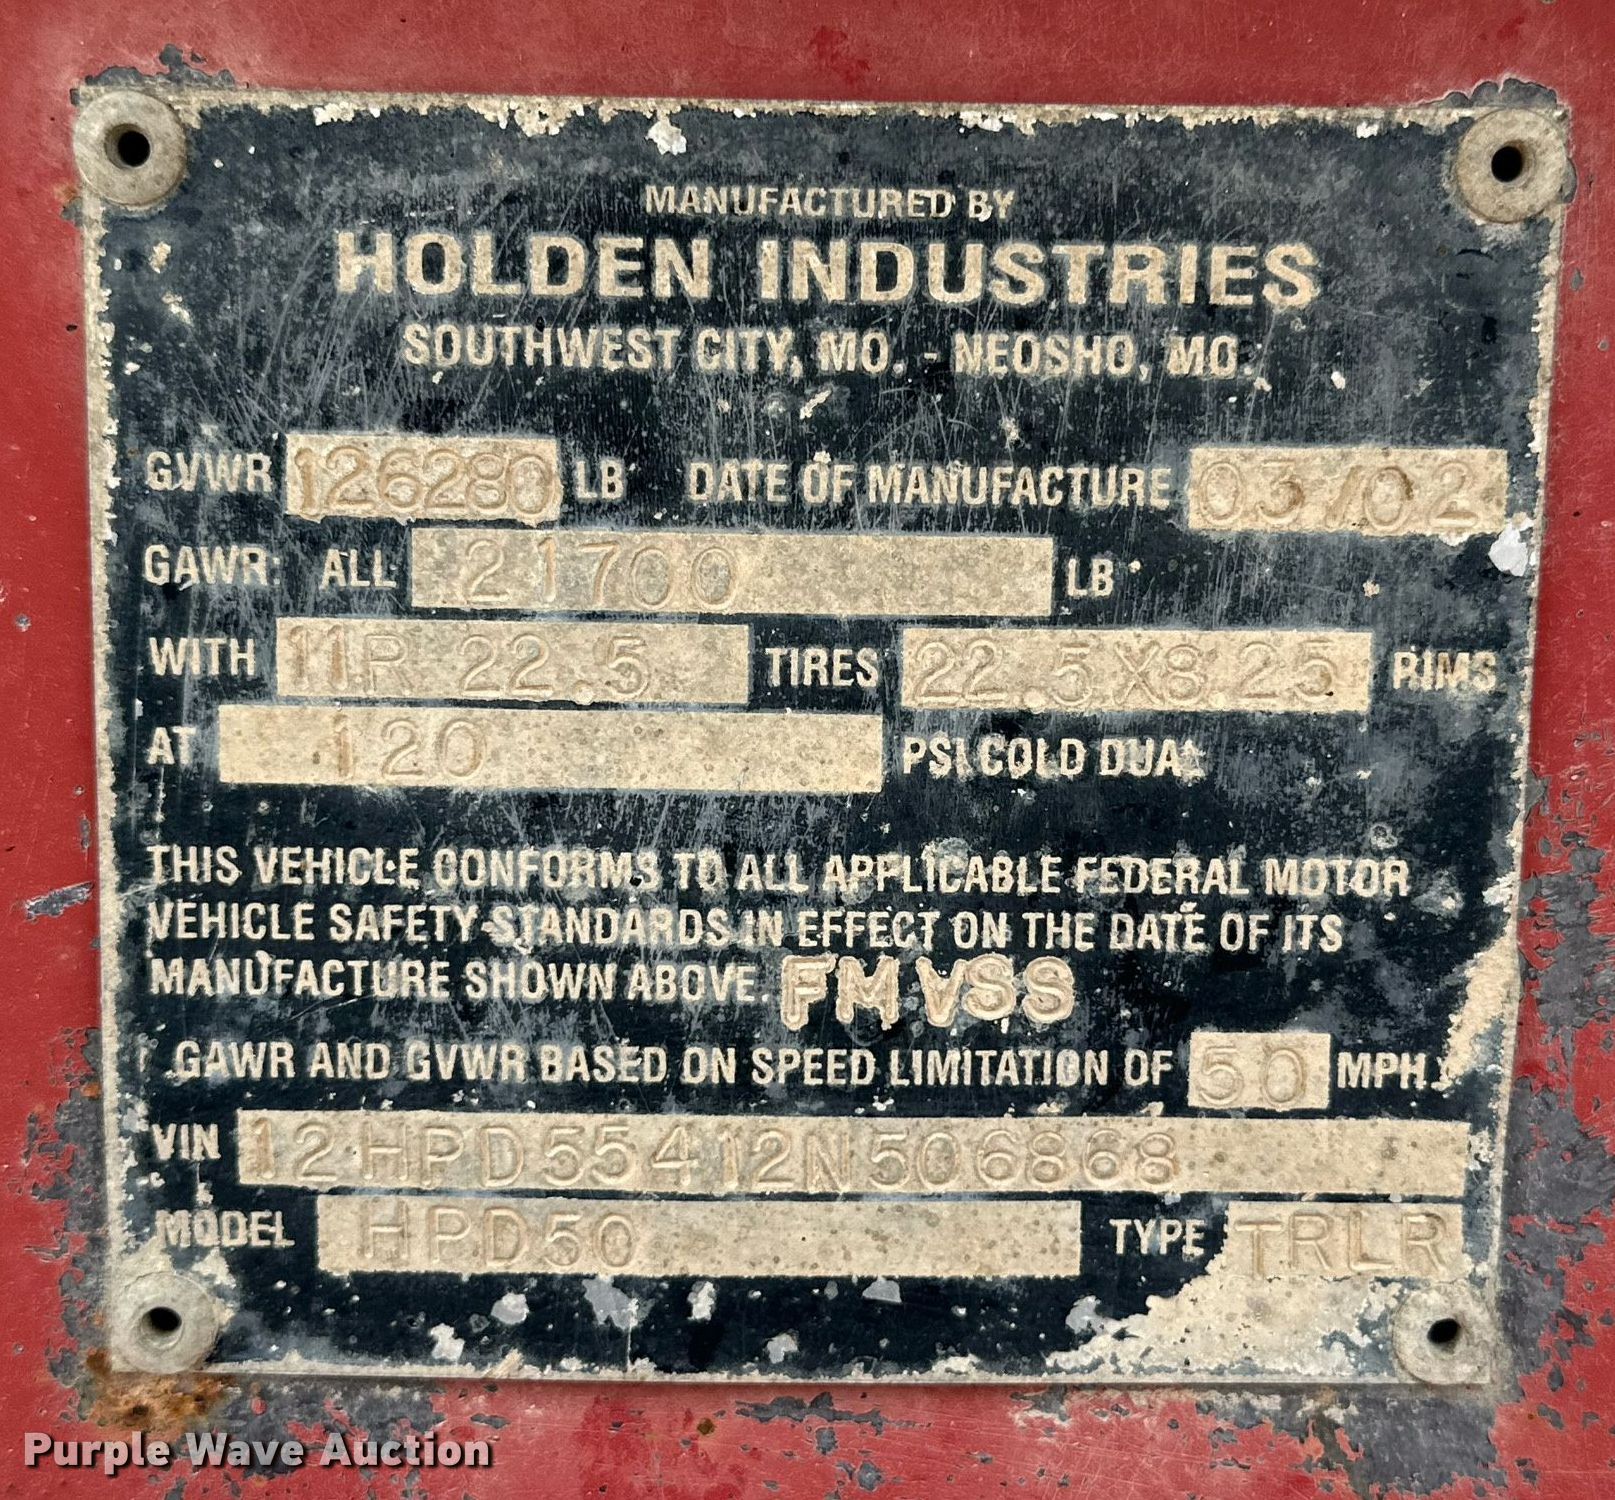 MANUFACTURED BY
HOLDEN INDUSTRIES
SOUTHWEST CITY, MO. - NEOSHO, MO.
GVWR 126280 LB DATE OF MANUFACTURE 03/02
GAWR: ALL 21700 LB
WITH 11R 22.5 TIRES 22.5X8.25 RIMS
AT 120 PSI COLD DUAL
THIS VEHICLE CONFORMS TO ALL APPLICABLE FEDERAL MOTOR
VEHICLE SAFETY STANDARDS IN EFFECT ON THE DATE OF ITS
MANUFACTURE SHOWN ABOVE. FMVSS
GAWR AND GVWR BASED ON SPEED LIMITATION OF 50 MPH.
VIN 12HPD55412N506868
MODEL HPD50 TYPE TRLR
Purple Wave Auction